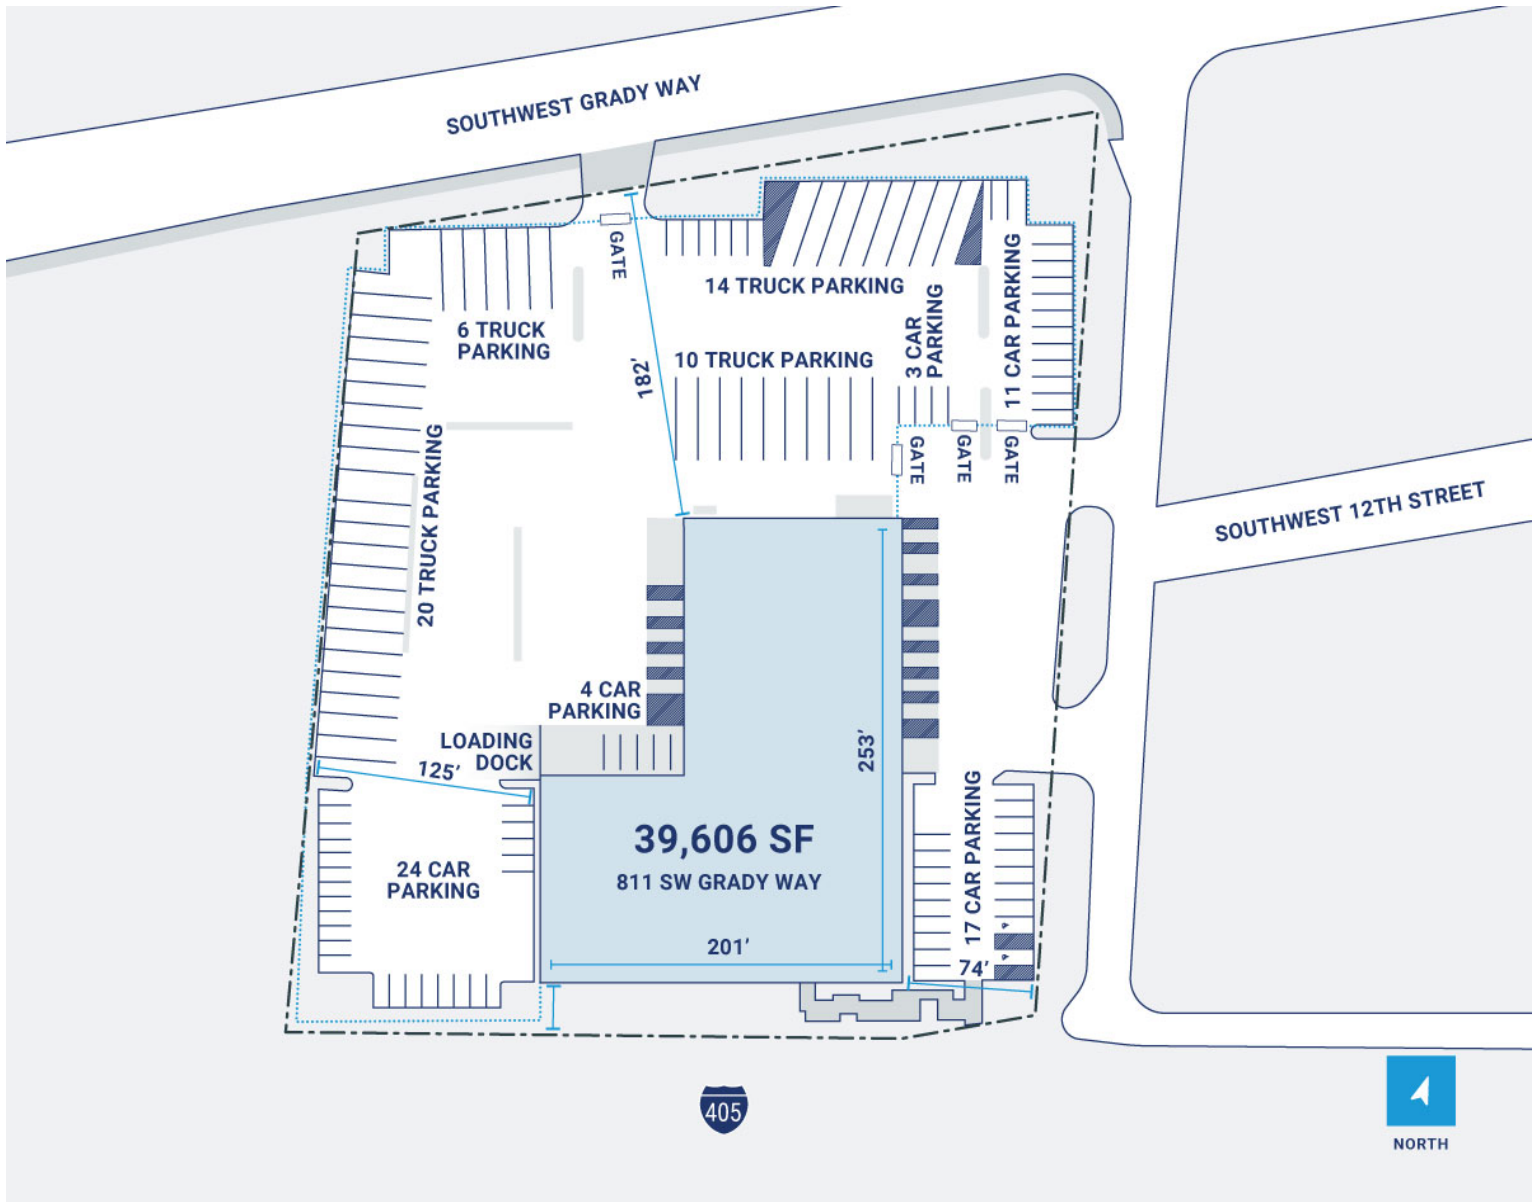 SOUTHWEST GRADY WAY
GATE
14 TRUCK PARKING
6 TRUCK
PARKING
182’
10 TRUCK PARKING
3 CAR
PARKING
11 CAR PARKING
GATE
GATE
GATE
20 TRUCK PARKING
SOUTHWEST 12TH STREET
4 CAR
PARKING
LOADING
DOCK
125’
253’
24 CAR
PARKING
39,606 SF
811 SW GRADY WAY
17 CAR PARKING
201’
74’
405
NORTH